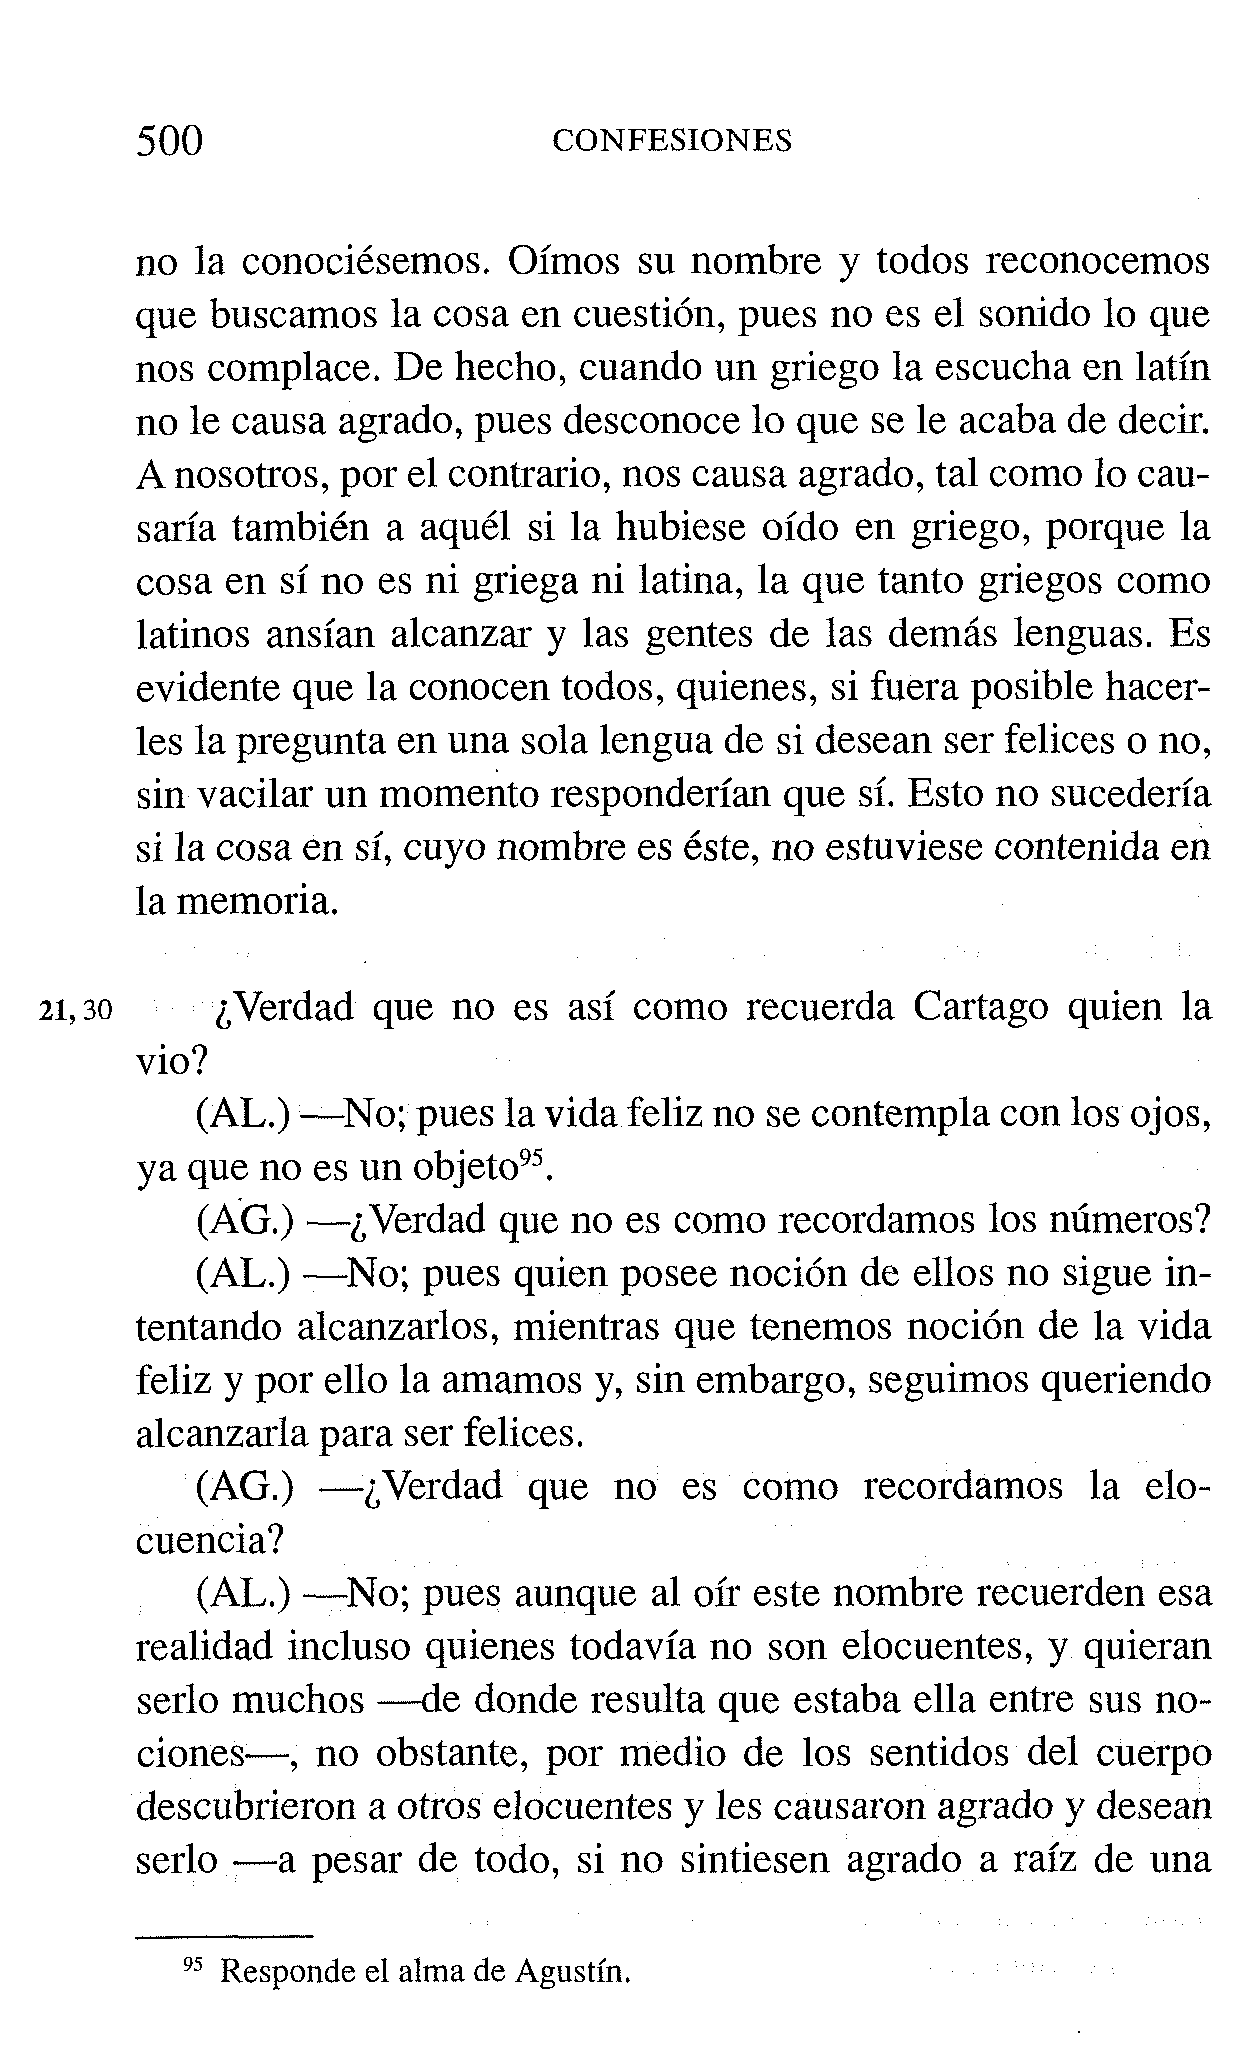 500 CONFESIONES
no la conociésemos. Oímos su nombre y todos reconocemos
que buscamos la cosa en cuestión, pues no es el sonido lo que
nos complace. De hecho, cuando un griego la escucha en latín
no le causa agrado, pues desconoce lo que se le acaba de decir.
A nosotros, por el contrario, nos causa agrado, tal como lo cau-
saría también a aquél si la hubiese oído en griego, porque la
cosa en sí no es ni griega ni latina, la que tanto griegos como
latinos ansían alcanzar y las gentes de las demás lenguas. Es
evidente que la conocen todos, quienes, si fuera posible hacer-
les la pregunta en una sola lengua de si desean ser felices o no,
sin vacilar un momento responderían que sí. Esto no sucedería
si la cosa en sí, cuyo nombre es éste, no estuviese contenida en
la memoria.
21, 30 ¿Verdad que no es así como recuerda Cartago quien la
vio?
(AL.) —No; pues la vida feliz no se contempla con los ojos,
ya que no es un objeto⁹⁵.
(AG.) —¿Verdad que no es como recordamos los números?
(AL.) —No; pues quien posee noción de ellos no sigue in-
tentando alcanzarlos, mientras que tenemos noción de la vida
feliz y por ello la amamos y, sin embargo, seguimos queriendo
alcanzarla para ser felices.
(AG.) —¿Verdad que no es como recordamos la elo-
cuencia?
(AL.) —No; pues aunque al oír este nombre recuerden esa
realidad incluso quienes todavía no son elocuentes, y quieran
serlo muchos —de donde resulta que estaba ella entre sus no-
ciones—, no obstante, por medio de los sentidos del cuerpo
descubrieron a otros elocuentes y les causaron agrado y desean
serlo —a pesar de todo, si no sintiesen agrado a raíz de una
⁹⁵ Responde el alma de Agustín.